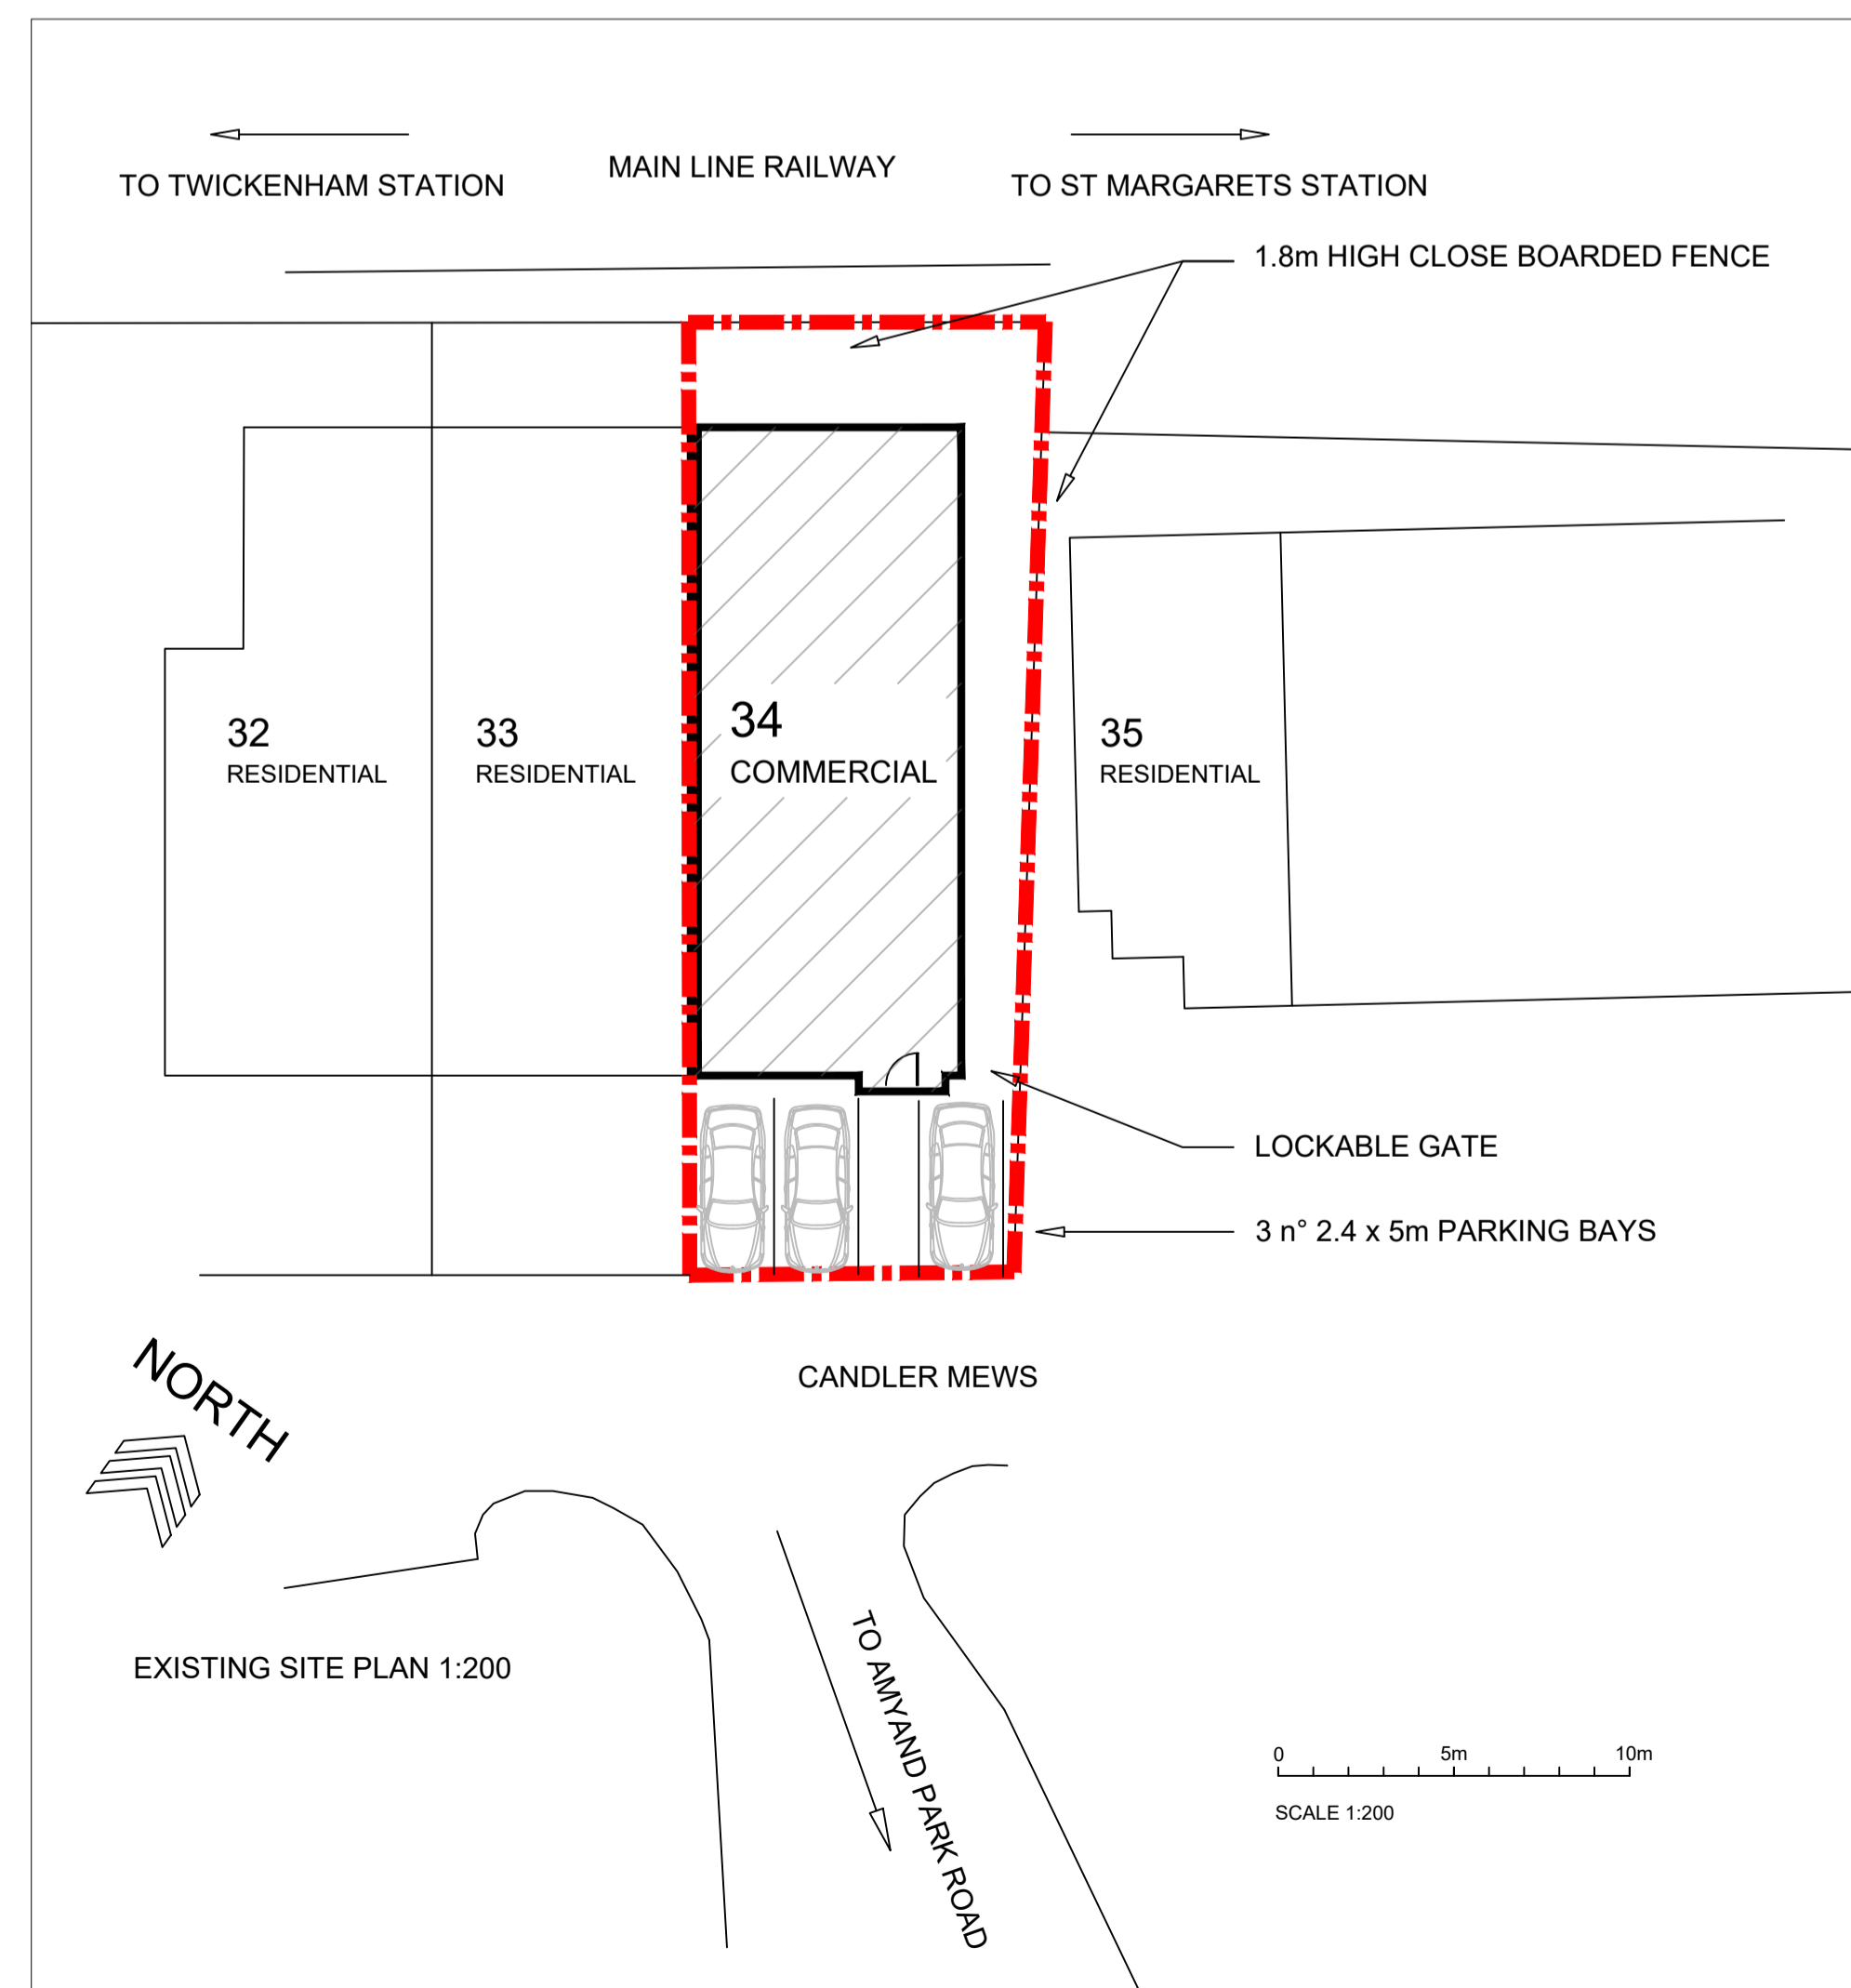 MAIN LINE RAILWAY
TO TWICKENHAM STATION
TO ST MARGARETS STATION
1.8m HIGH CLOSE BOARDED FENCE
32
RESIDENTIAL
33
RESIDENTIAL
34
COMMERCIAL
35
RESIDENTIAL
LOCKABLE GATE
3 n° 2.4 x 5m PARKING BAYS
CANDLER MEWS
NORTH
EXISTING SITE PLAN 1:200
TO AMYAND PARK ROAD
0 5m 10m
SCALE 1:200